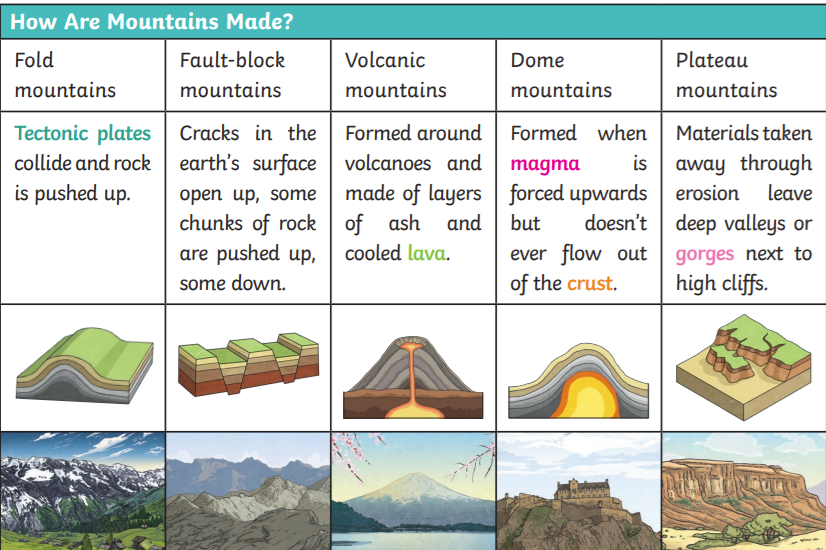 How Are Mountains Made?
Fold
mountains
Fault-block
mountains
Volcanic
mountains
Dome
mountains
Plateau
mountains
Tectonic plates
collide and rock
is pushed up.
Cracks in the
earth's surface
open up, some
chunks of rock
are pushed up,
some down.
Formed around
volcanoes and
made of layers
of ash and
cooled lava.
Formed when
magma is
forced upwards
but doesn't
ever flow out
of the crust.
Materials taken
away through
erosion leave
deep valleys or
gorges next to
high cliffs.